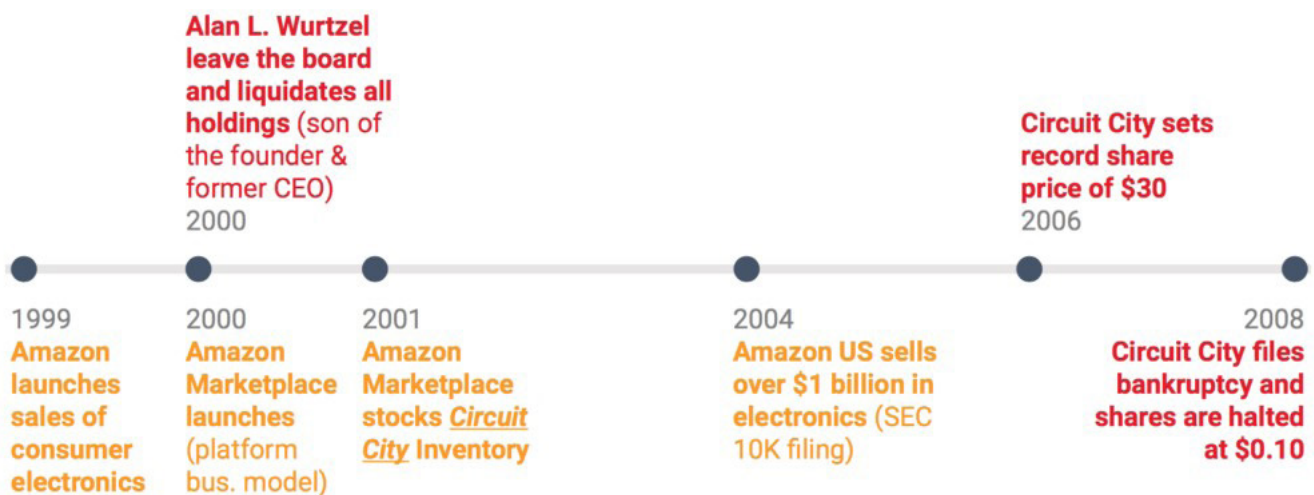 Alan L. Wurtzel
leave the board
and liquidates all
holdings (son of
the founder &
former CEO)
2000
Circuit City sets
record share
price of $30
2006
1999
Amazon
launches
sales of
consumer
electronics
2000
Amazon
Marketplace
launches
(platform
bus. model)
2001
Amazon
Marketplace
stocks Circuit
City Inventory
2004
Amazon US sells
over $1 billion in
electronics (SEC
10K filing)
2008
Circuit City files
bankruptcy and
shares are halted
at $0.10